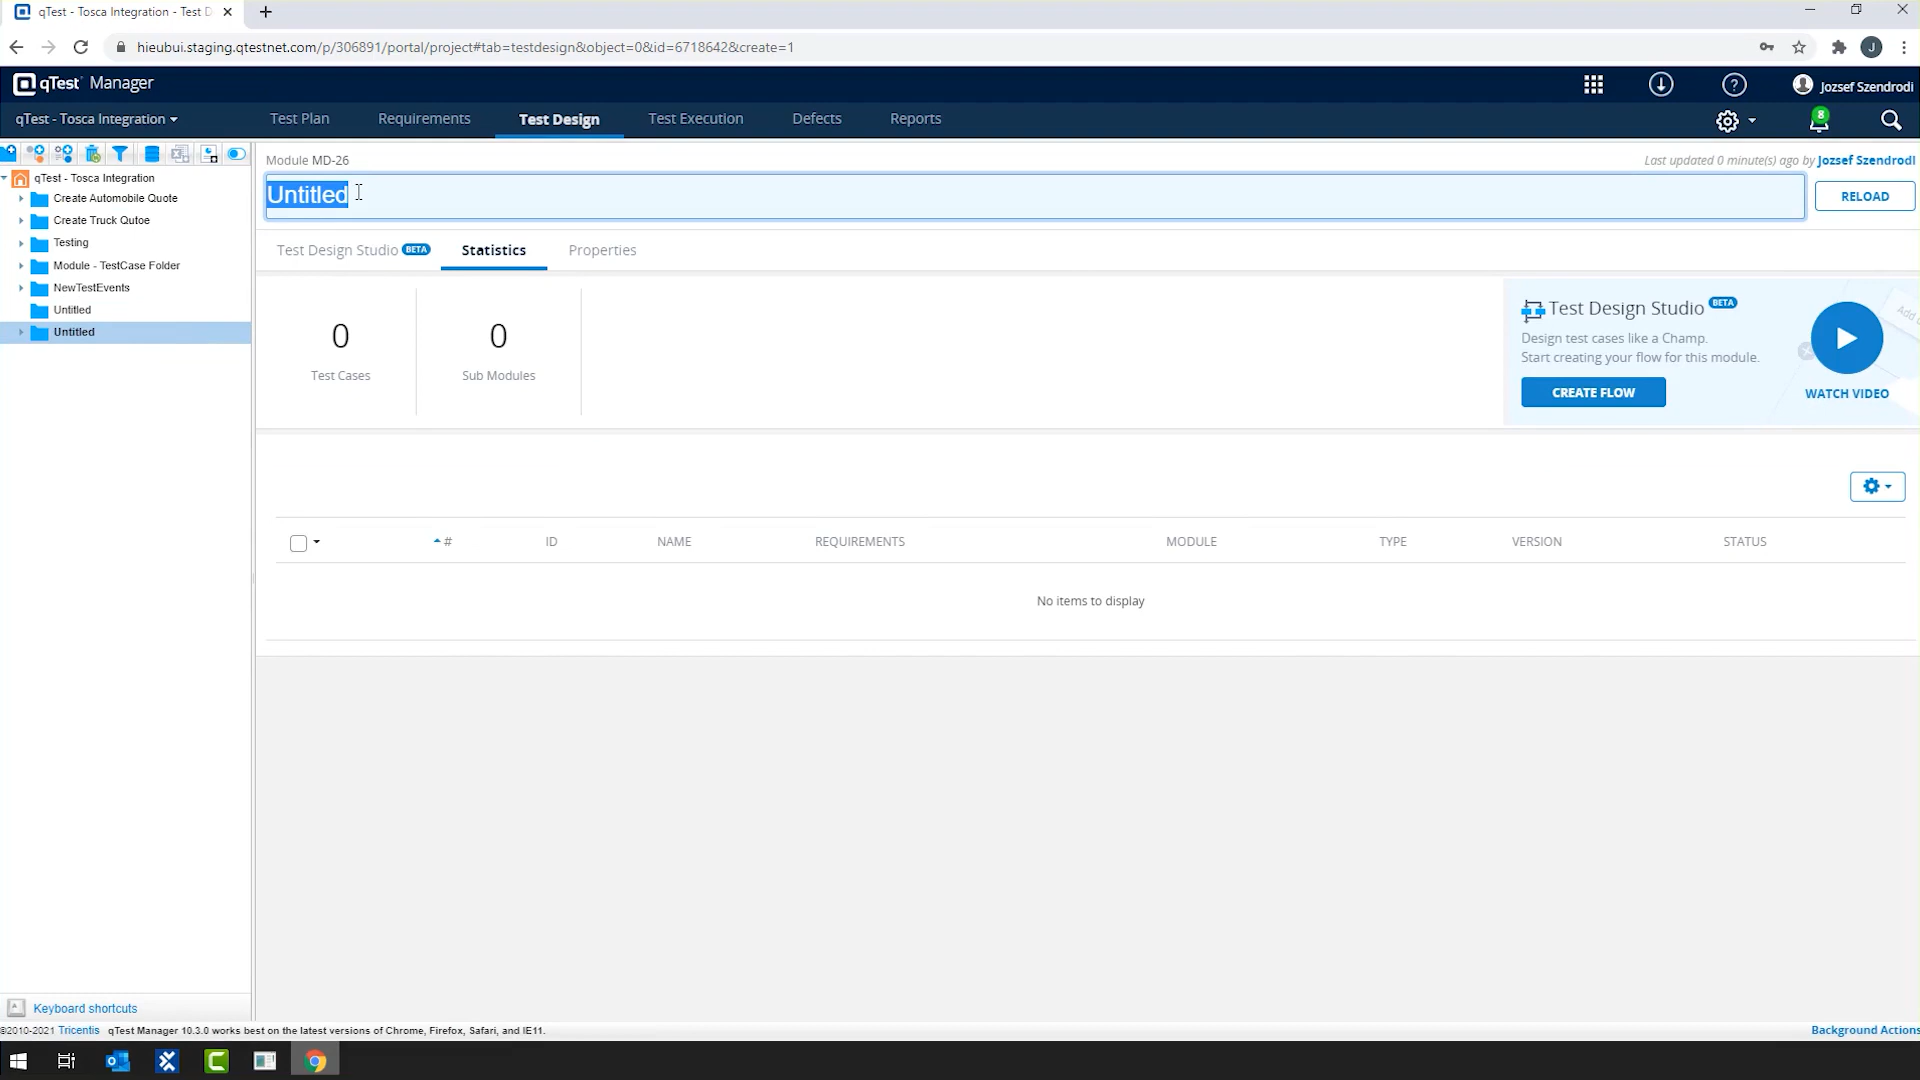 qTest - Tosca Integration - Test D
hieubui.staging.qtestnet.com/p/306891/portal/project#tab=testdesign&object=0&id=6718642&create=1
J
qTest Manager
Jozsef Szendrodi
qTest - Tosca Integration
Test Plan
Requirements
Test Design
Test Execution
Defects
Reports
8
qTest - Tosca Integration
Create Automobile Quote
Create Truck Qutoe
Testing
Module - TestCase Folder
NewTestEvents
Untitled
Untitled
Module MD-26
Last updated 0 minute(s) ago by Jozsef Szendrodi
Untitled
RELOAD
Test Design Studio BETA
Statistics
Properties
0
Test Cases
0
Sub Modules
Test Design Studio BETA
Design test cases like a Champ.
Start creating your flow for this module.
CREATE FLOW
WATCH VIDEO
#
ID
NAME
REQUIREMENTS
MODULE
TYPE
VERSION
STATUS
No items to display
Keyboard shortcuts
©2010-2021 Tricentis qTest Manager 10.3.0 works best on the latest versions of Chrome, Firefox, Safari, and IE11.
Background Actions